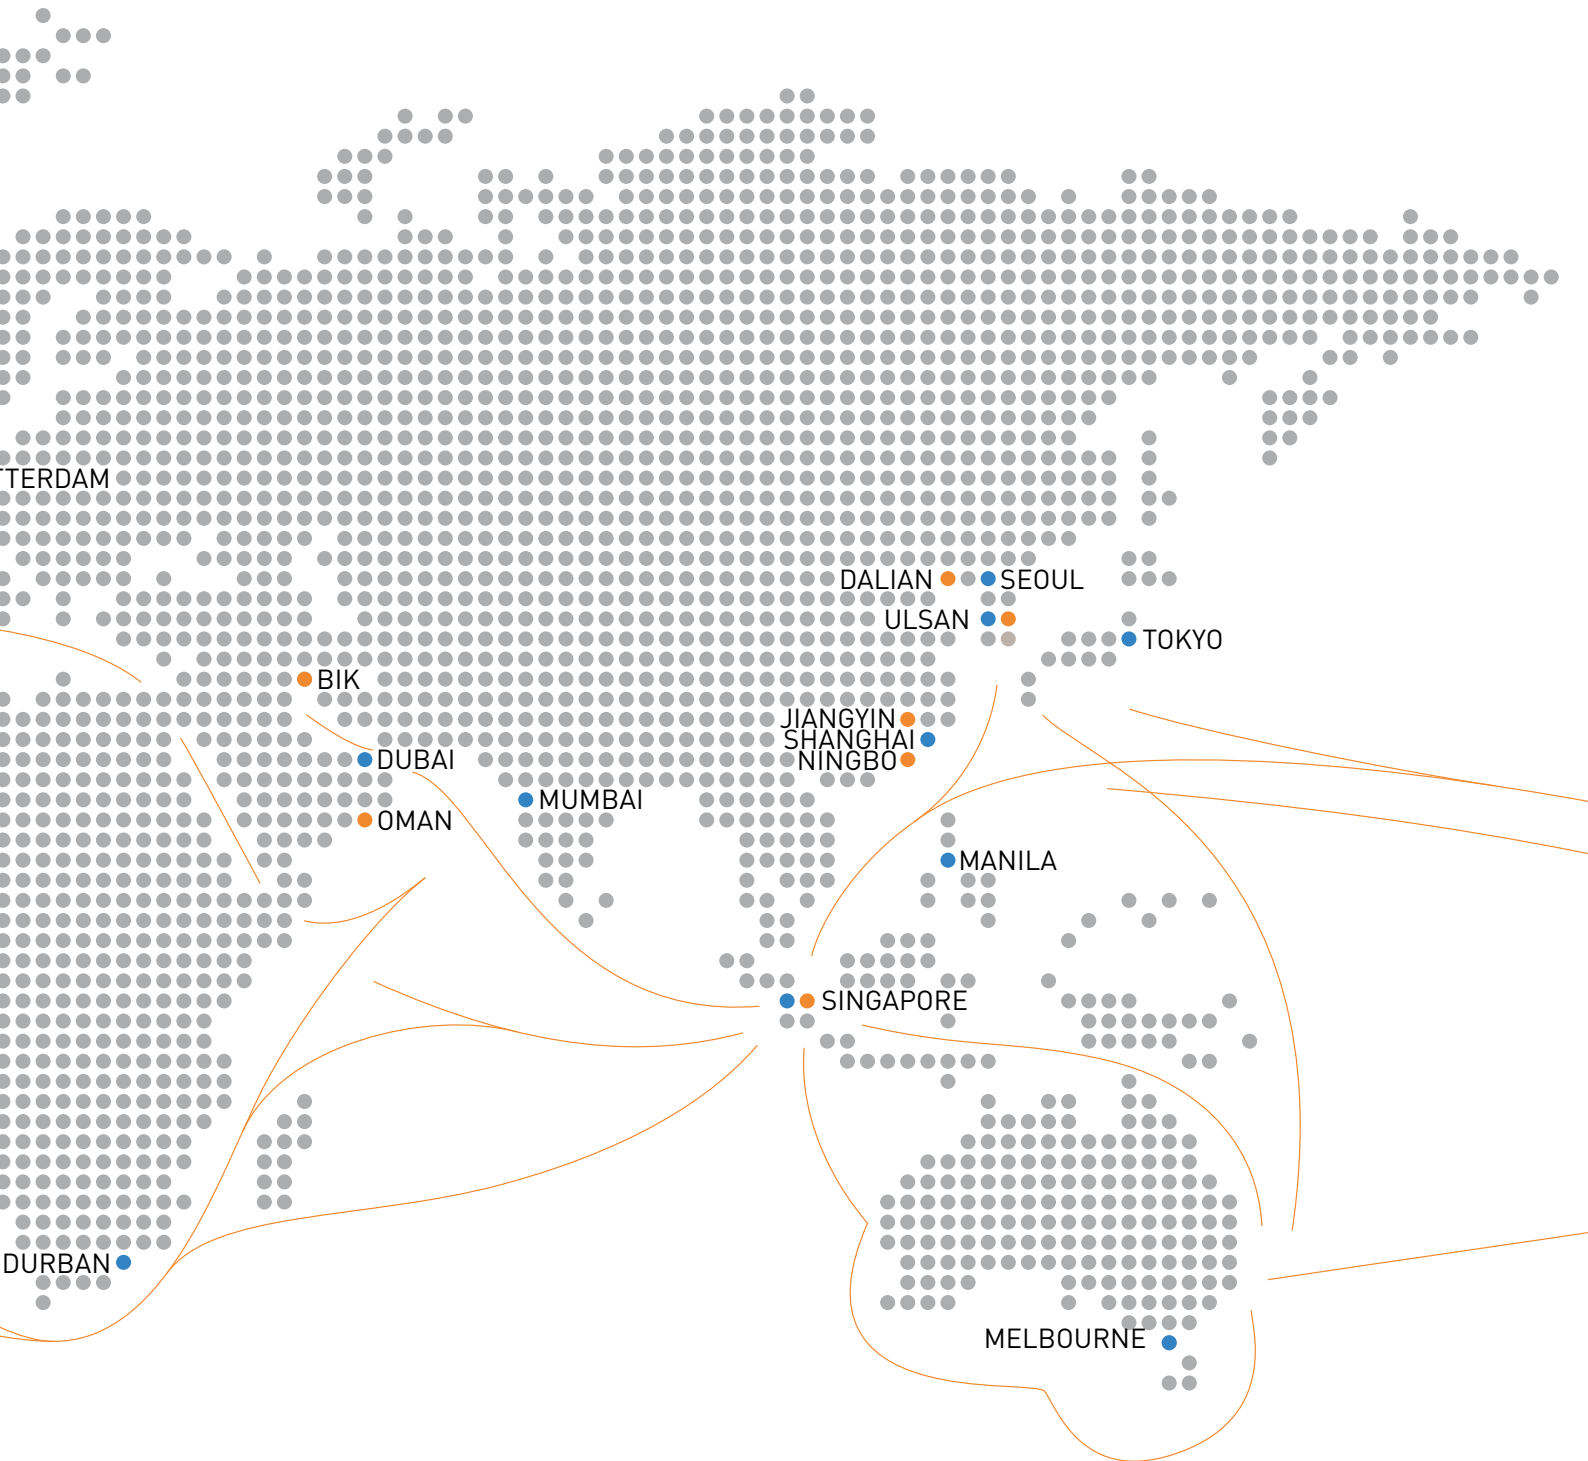 TTERDAM
DALIAN
SEOUL
ULSAN
TOKYO
BIK
JIANGYIN
SHANGHAI
DUBAI
NINGBO
MUMBAI
OMAN
MANILA
SINGAPORE
DURBAN
MELBOURNE